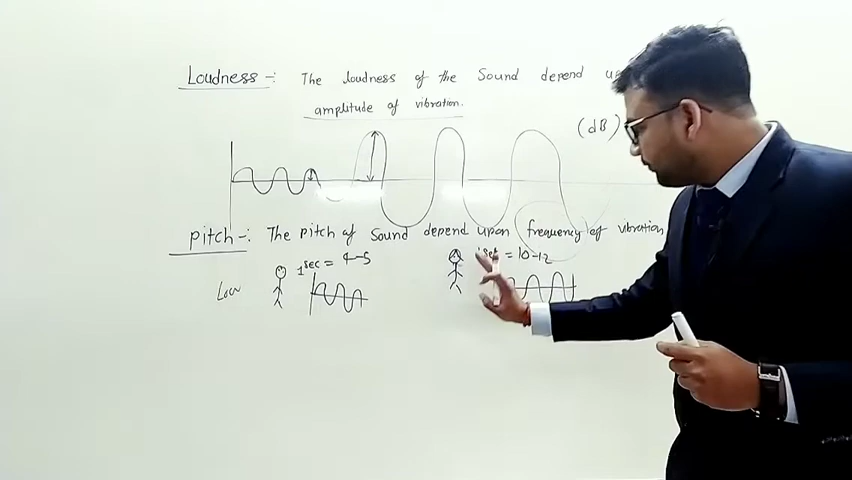 Loudness -: The loudness of the Sound depend
amplitude of vibration.
(dB)
Pitch -: The pitch of Sound depend upon frequency of vibration
1 sec = 4-5
= 10-12
Low